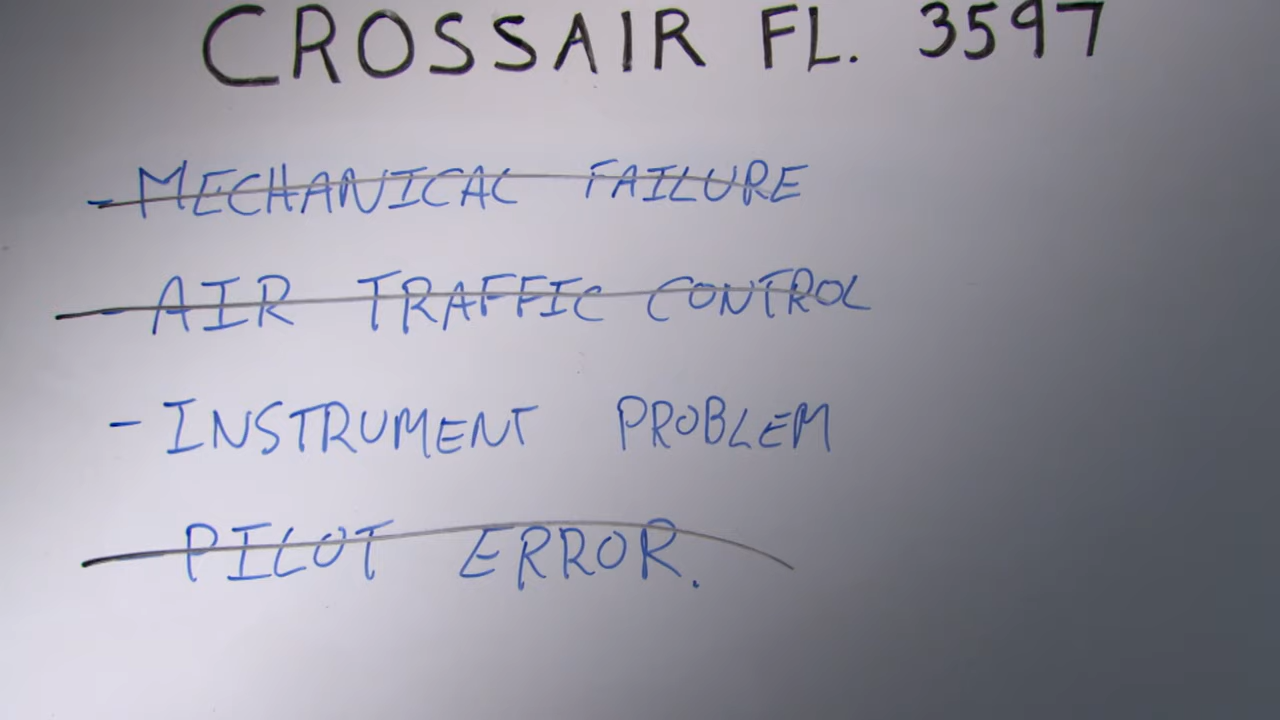 CROSSAIR FL. 3597
- MECHANICAL FAILURE
- AIR TRAFFIC CONTROL
- INSTRUMENT PROBLEM
- PILOT ERROR.